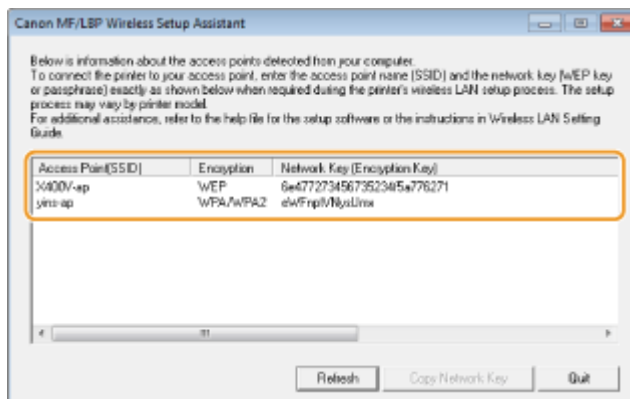 Canon MF/LBP Wireless Setup Assistant
Below is information about the access points detected from your computer.
To connect the printer to your access point, enter the access point name (SSID) and the network key (WEP key
or passphrase) exactly as shown below when required during the printer's wireless LAN setup process. The setup
process may vary by printer model.
For additional assistance, refer to the help file for the setup software or the instructions in Wireless LAN Setting
Guide.
Access Point(SSID) Encryption Network Key (Encryption Key)
X400V-ap WEP
yins-ap WPA/WPA2
Refresh Copy Network Key Quit